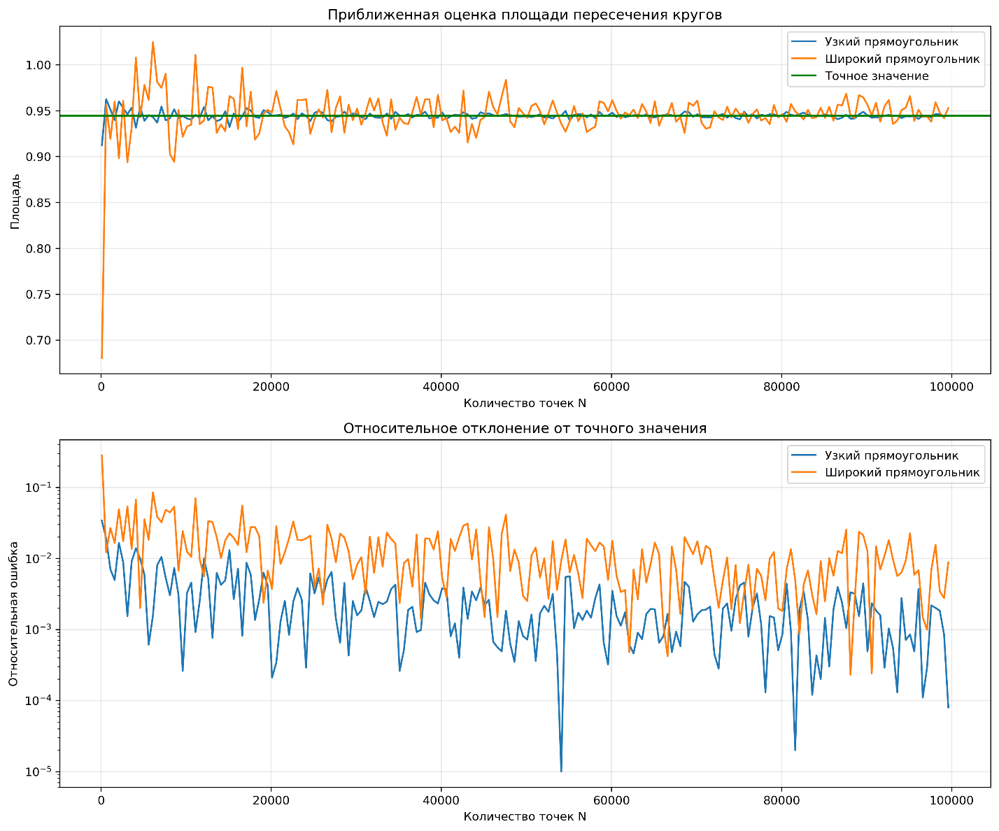 Приближенная оценка площади пересечения кругов
Узкий прямоугольник
Широкий прямоугольник
Точное значение
Площадь
1.00
0.95
0.90
0.85
0.80
0.75
0.70
0 20000 40000 60000 80000 100000
Количество точек N
Относительное отклонение от точного значения
Узкий прямоугольник
Широкий прямоугольник
Относительная ошибка
10⁻¹
10⁻²
10⁻³
10⁻⁴
10⁻⁵
0 20000 40000 60000 80000 100000
Количество точек N